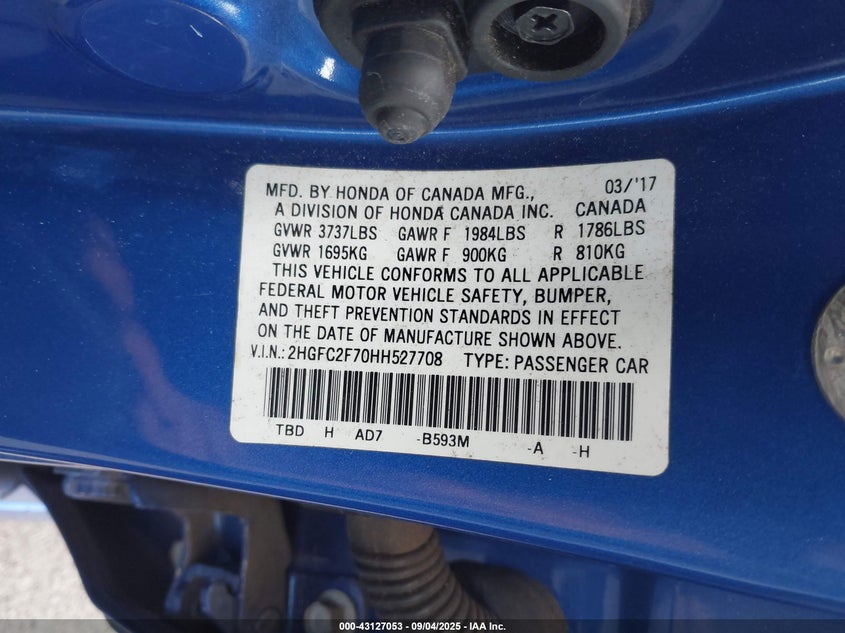 MFD. BY HONDA OF CANADA MFG., 03/'17
A DIVISION OF HONDA CANADA INC. CANADA
GVWR 3737LBS GAWR F 1984LBS R 1786LBS
GVWR 1695KG GAWR F 900KG R 810KG
THIS VEHICLE CONFORMS TO ALL APPLICABLE
FEDERAL MOTOR VEHICLE SAFETY, BUMPER,
AND THEFT PREVENTION STANDARDS IN EFFECT
ON THE DATE OF MANUFACTURE SHOWN ABOVE.
V.I.N.: 2HGFC2F70HH527708 TYPE: PASSENGER CAR
TBD H AD7 -B593M -A -H
000-43127053 - 09/04/2025 - IAA Inc.